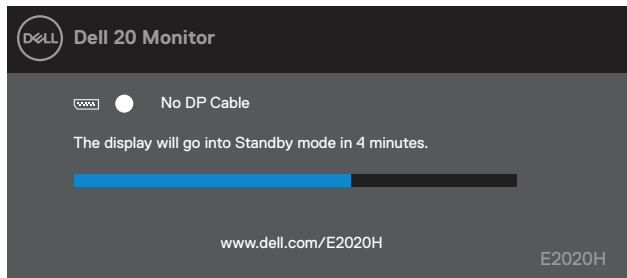 DELL Dell 20 Monitor
No DP Cable
The display will go into Standby mode in 4 minutes.
www.dell.com/E2020H
E2020H